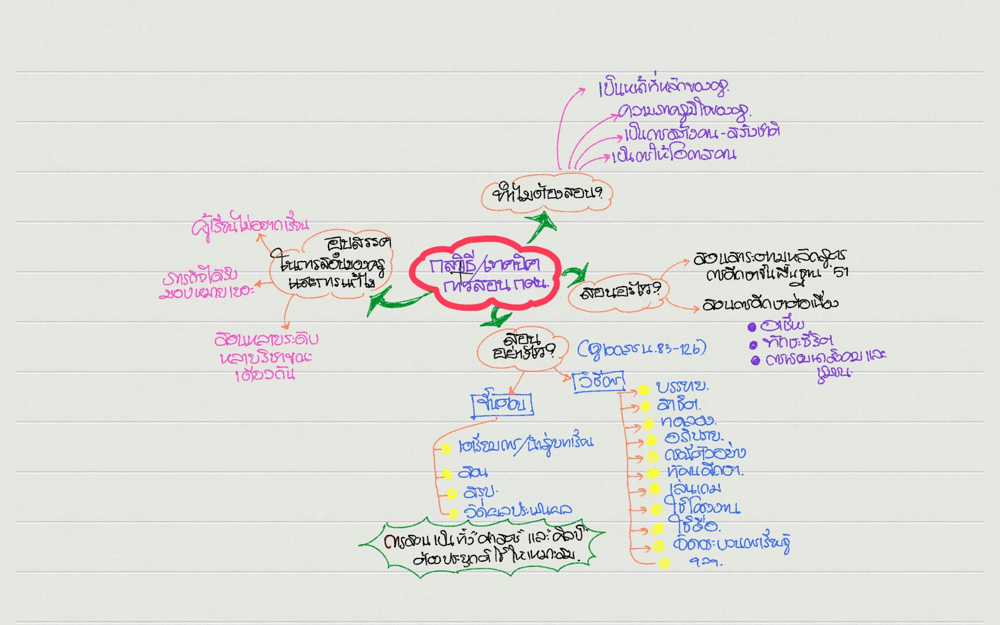 กลวิธี/เทคนิค
การสอน กศน.
ทำไมต้องสอน?
เป็นหน้าที่หลักของครู.
ความภาคภูมิใจของครู.
เป็นการสร้างคน-สร้างชาติ
เป็นการให้โอกาสคน
สอนอะไร?
สอนสาระตามหลักสูตร
การศึกษาขั้นพื้นฐาน 51
สอนการศึกษาต่อเนื่อง
อาชีพ
ทักษะชีวิต
การพัฒนาสังคมและ
ชุมชน.
สอน
อย่างไร?
(ดูเอกสาร น.83-126)
วิธีการ
บรรยาย.
สาธิต.
ทดลอง.
อภิปราย.
กรณีตัวอย่าง
ทัศนศึกษา.
เล่นเกม
ใช้โครงงาน
ใช้สื่อ.
จัดกระบวนการเรียนรู้
ฯลฯ.
ขั้นตอน
เตรียมการ/นำสู่บทเรียน
สอน
สรุป.
วัดผลประเมินผล
การสอนเป็นทั้ง"ศาสตร์"และ"ศิลป์"
ต้องประยุกต์ใช้ให้เหมาะสม.
อุปสรรค
ในการสอนของครู
และการแก้ไข
ผู้เรียนไม่อยากเรียน
ภารกิจได้รับ
มอบหมายเยอะ
สอนหลายระดับ
หลายวิชาขณะ
เดียวกัน